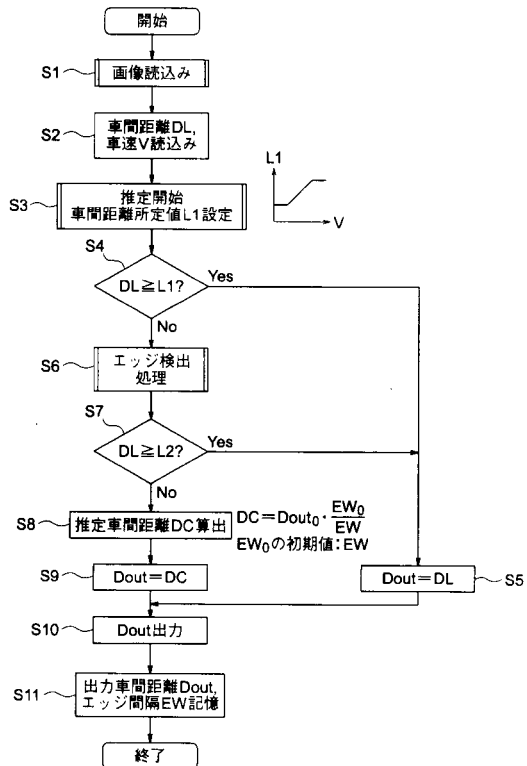 開始
S1
画像読込み
S2
車間距離DL,
車速V読込み
S3
推定開始
車間距離所定値L1設定
L1
V
S4
DL≧L1?
Yes
No
S6
エッジ検出
処理
S7
DL≧L2?
Yes
No
S8
推定車間距離DC算出
DC=Dout₀・EW₀/EW
EW₀の初期値:EW
S9
Dout=DC
Dout=DL
S5
S10
Dout出力
S11
出力車間距離Dout,
エッジ間隔EW記憶
終了